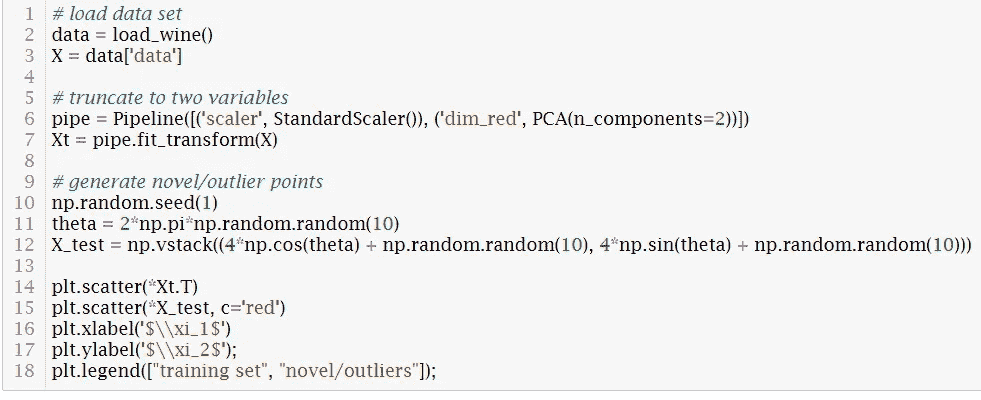 1 # load data set
2 data = load_wine()
3 X = data['data']
4
5 # truncate to two variables
6 pipe = Pipeline([('scaler', StandardScaler()), ('dim_red', PCA(n_components=2))])
7 Xt = pipe.fit_transform(X)
8
9 # generate novel/outlier points
10 np.random.seed(1)
11 theta = 2*np.pi*np.random.random(10)
12 X_test = np.vstack((4*np.cos(theta) + np.random.random(10), 4*np.sin(theta) + np.random.random(10)))
13
14 plt.scatter(*Xt.T)
15 plt.scatter(*X_test, c='red')
16 plt.xlabel('$\\xi_1$')
17 plt.ylabel('$\\xi_2$');
18 plt.legend(["training set", "novel/outliers"]);